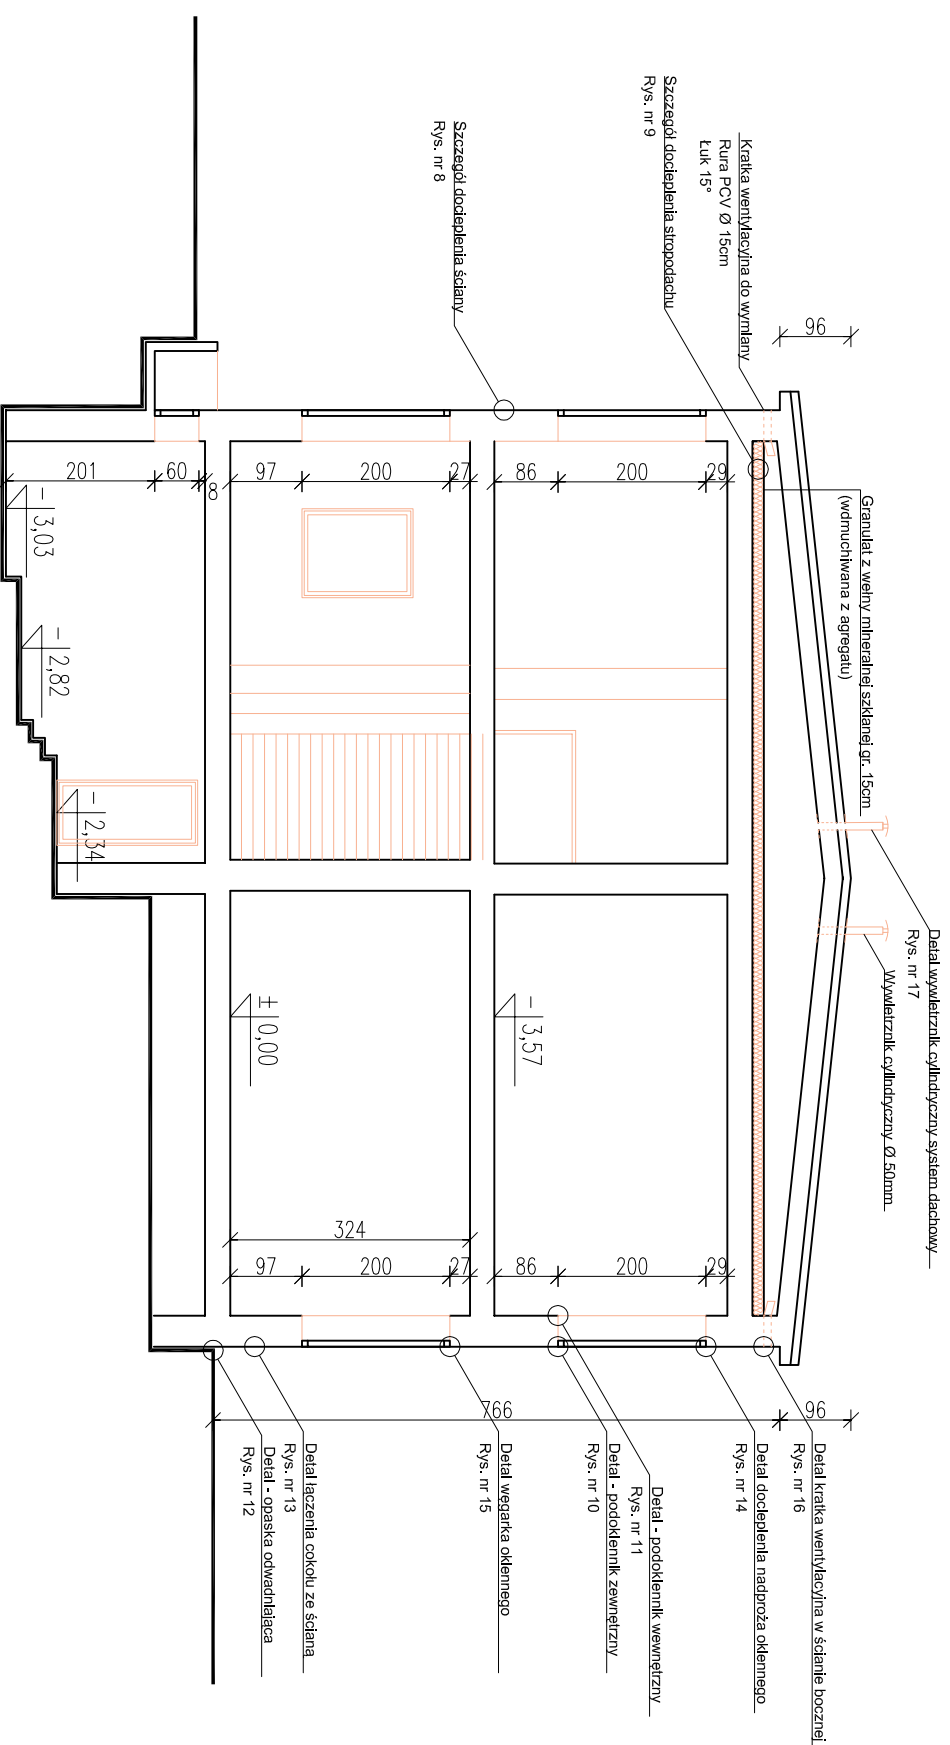 Detal wywietrznik cylindryczny system dachowy
Rys. nr 17
Wywietrznik cylindryczny Ø 50mm
Granulat z wełny mineralnej szklanej gr. 15cm
(wdmuchiwana z agregatu)
Kratka wentylacyjna do wymiany
Rura PCV Ø 15cm
Łuk 15°
Szczegół docieplenia stropodachu
Rys. nr 9
Szczegół docieplenia ściany
Rys. nr 8
Detal kratka wentylacyjna w ścianie bocznej
Rys. nr 16
Detal docieplenia nadproża okiennego
Rys. nr 14
Detal - podokiennik wewnętrzny
Rys. nr 11
Detal - podokiennik zewnętrzny
Rys. nr 10
Detal węgarka okiennego
Rys. nr 15
Detal łączenia cokołu ze ścianą
Rys. nr 13
Detal - opaska odwadniająca
Rys. nr 12
96
96
766
29
200
86
27
200
97
8
60
201
29
200
86
27
200
97
324
- 3,57
± 0,00
- 2,34
- 2,82
- 3,03